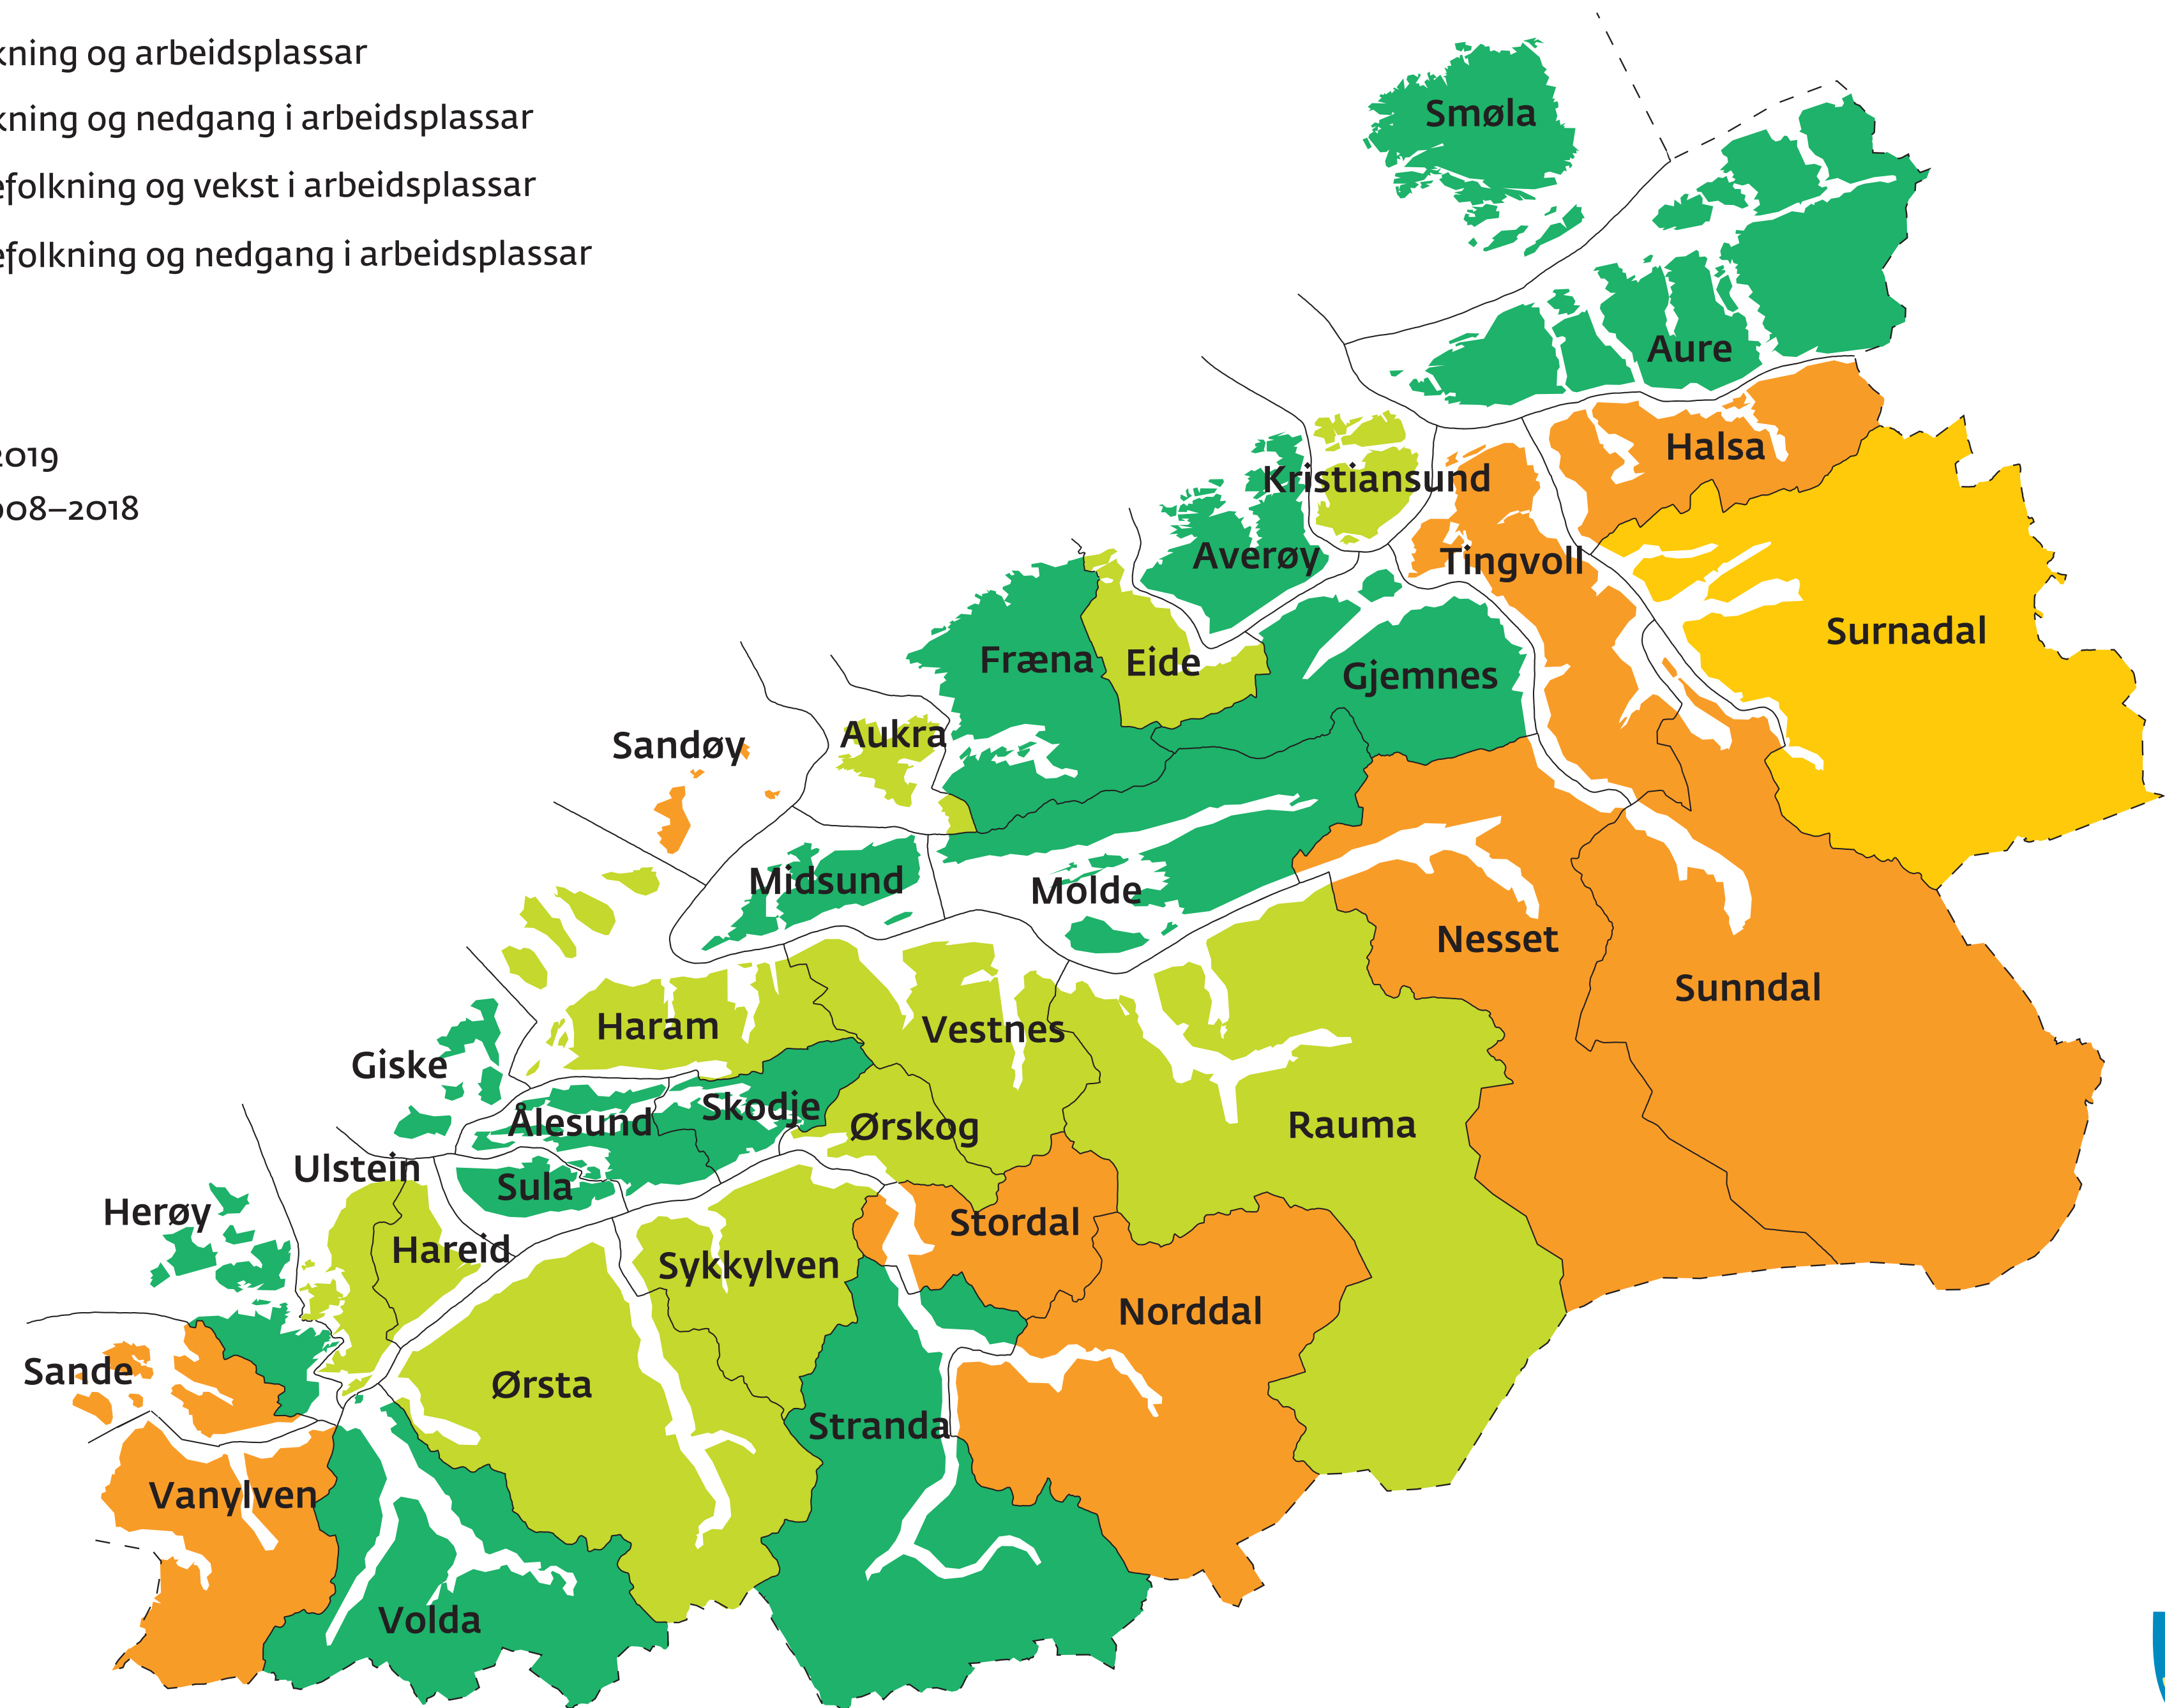 kning og arbeidsplassar
kning og nedgang i arbeidsplassar
efolkning og vekst i arbeidsplassar
efolkning og nedgang i arbeidsplassar
2019
008–2018
Smøla
Aure
Halsa
Kristiansund
Averøy
Tingvoll
Surnadal
Fræna
Eide
Gjemnes
Sandøy
Aukra
Midsund
Molde
Nesset
Sunndal
Haram
Vestnes
Giske
Ålesund
Skodje
Ørskog
Rauma
Ulstein
Sula
Herøy
Hareid
Stordal
Sykkylven
Norddal
Sande
Ørsta
Stranda
Vanylven
Volda